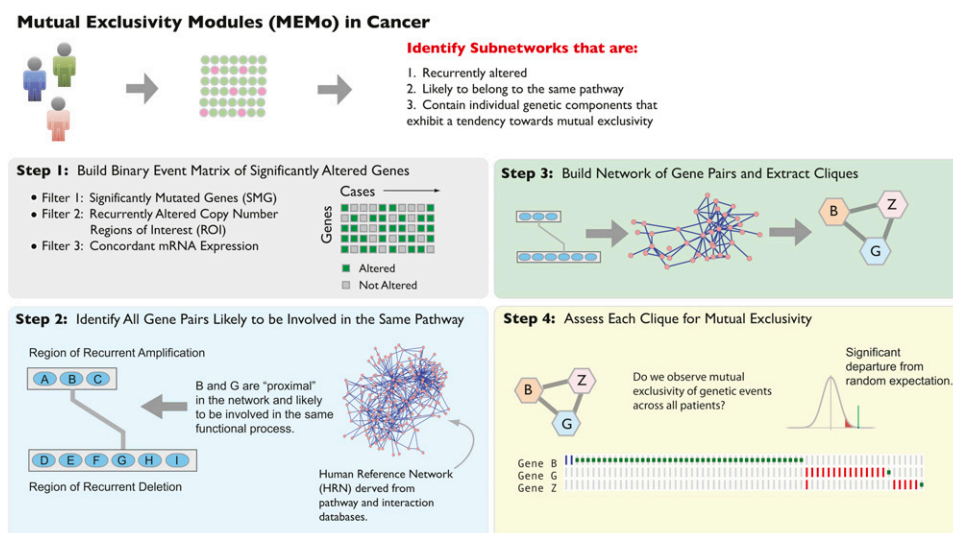 Mutual Exclusivity Modules (MEMo) in Cancer
Identify Subnetworks that are:
1. Recurrently altered
2. Likely to belong to the same pathway
3. Contain individual genetic components that
exhibit a tendency towards mutual exclusivity
Step 1: Build Binary Event Matrix of Significantly Altered Genes
• Filter 1: Significantly Mutated Genes (SMG)
• Filter 2: Recurrently Altered Copy Number
Regions of Interest (ROI)
• Filter 3: Concordant mRNA Expression
Cases
Genes
Altered
Not Altered
Step 3: Build Network of Gene Pairs and Extract Cliques
B
Z
G
Step 2: Identify All Gene Pairs Likely to be Involved in the Same Pathway
Region of Recurrent Amplification
A B C
B and G are "proximal"
in the network and likely
to be involved in the same
functional process.
D E F G H I
Region of Recurrent Deletion
Human Reference Network
(HRN) derived from
pathway and interaction
databases.
Step 4: Assess Each Clique for Mutual Exclusivity
B
Z
G
Do we observe mutual
exclusivity of genetic events
across all patients?
Significant
departure from
random expectation.
Gene B
Gene G
Gene Z